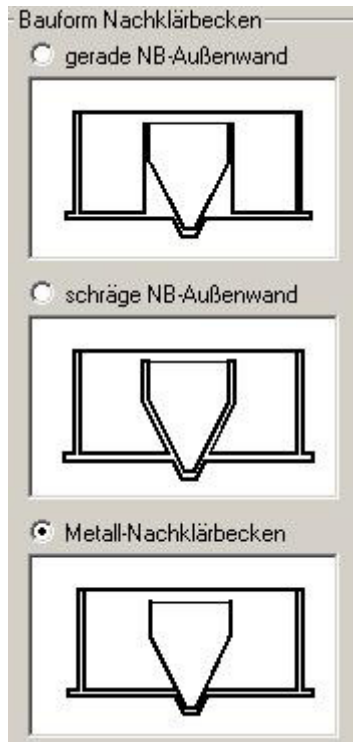 Bauform Nachklärbecken
gerade NB-Außenwand
schräge NB-Außenwand
Metall-Nachklärbecken